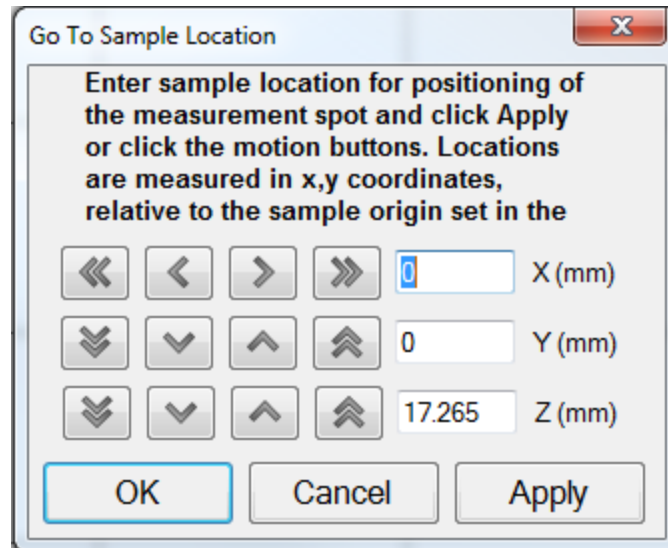 Go To Sample Location
Enter sample location for positioning of
the measurement spot and click Apply
or click the motion buttons. Locations
are measured in x,y coordinates,
relative to the sample origin set in the
0 X (mm)
0 Y (mm)
17.265 Z (mm)
OK Cancel Apply